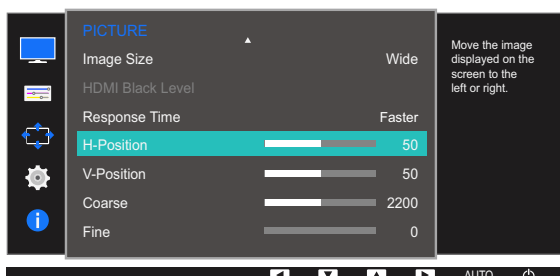 PICTURE
Image Size Wide
HDMI Black Level
Response Time Faster
H-Position 50
V-Position 50
Coarse 2200
Fine 0
Move the image
displayed on the
screen to the
left or right.
AUTO